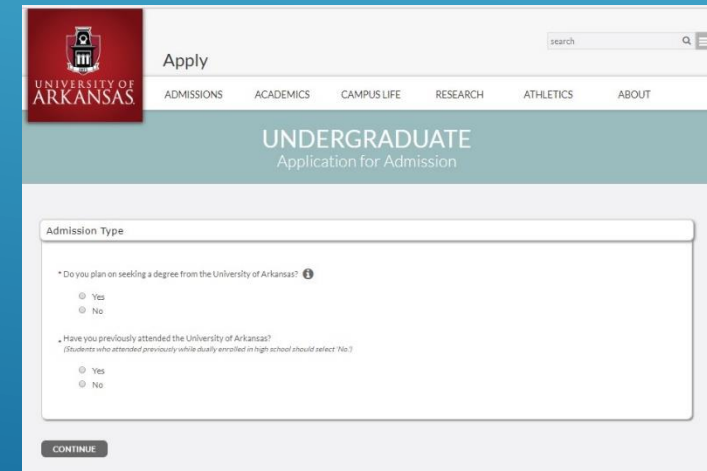 search
Apply
UNIVERSITY OF
ARKANSAS
ADMISSIONS ACADEMICS CAMPUS LIFE RESEARCH ATHLETICS ABOUT
UNDERGRADUATE
Application for Admission
Admission Type
* Do you plan on seeking a degree from the University of Arkansas?
Yes
No
* Have you previously attended the University of Arkansas?
(Students who attended previously while dually enrolled in high school should select 'No.')
Yes
No
CONTINUE